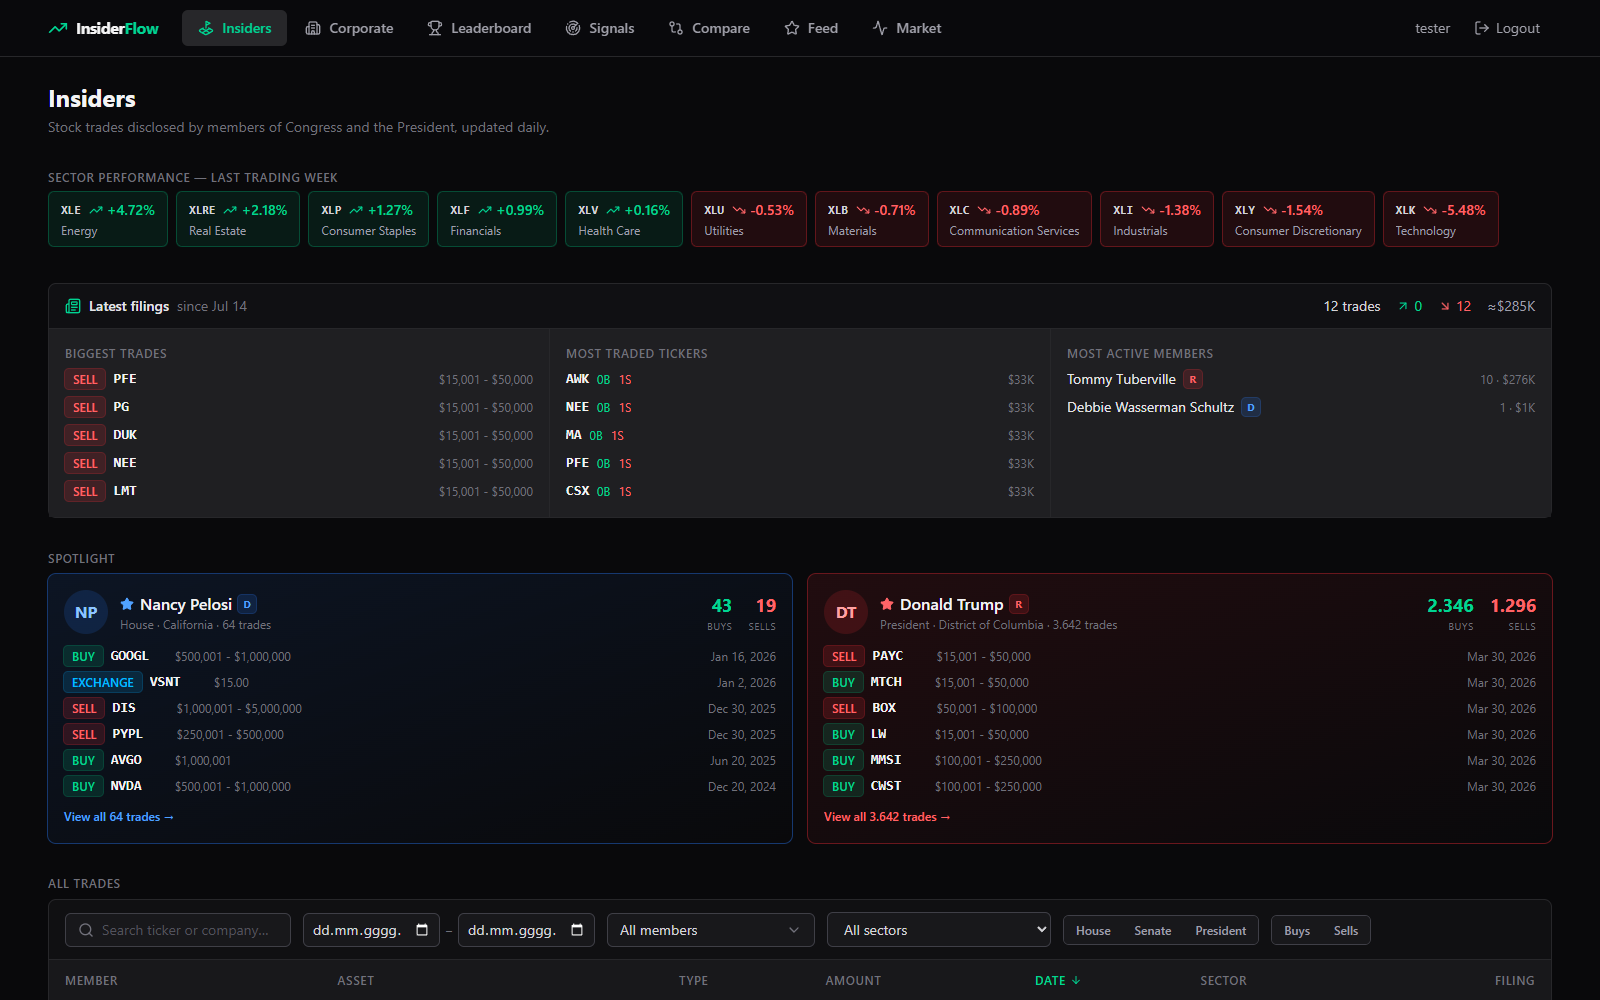 InsiderFlow Insiders Corporate Leaderboard Signals Compare Feed Market tester Logout
Insiders
Stock trades disclosed by members of Congress and the President, updated daily.
SECTOR PERFORMANCE — LAST TRADING WEEK
XLE +4.72% XLRE +2.18% XLP +1.27% XLF +0.99% XLV +0.16% XLU -0.53% XLB -0.71% XLC -0.89% XLI -1.38% XLY -1.54% XLK -5.48%
Energy Real Estate Consumer Staples Financials Health Care Utilities Materials Communication Services Industrials Consumer Discretionary Technology
Latest filings since Jul 14 12 trades ↗ 0 ↘ 12 ≈$285K
BIGGEST TRADES
SELL PFE $15,001 - $50,000
SELL PG $15,001 - $50,000
SELL DUK $15,001 - $50,000
SELL NEE $15,001 - $50,000
SELL LMT $15,001 - $50,000
MOST TRADED TICKERS
AWK 0B 1S $33K
NEE 0B 1S $33K
MA 0B 1S $33K
PFE 0B 1S $33K
CSX 0B 1S $33K
MOST ACTIVE MEMBERS
Tommy Tuberville R 10 · $276K
Debbie Wasserman Schultz D 1 · $1K
SPOTLIGHT
NP Nancy Pelosi D 43 19
House · California · 64 trades BUYS SELLS
BUY GOOGL $500,001 - $1,000,000 Jan 16, 2026
EXCHANGE VSNT $15.00 Jan 2, 2026
SELL DIS $1,000,001 - $5,000,000 Dec 30, 2025
SELL PYPL $250,001 - $500,000 Dec 30, 2025
BUY AVGO $1,000,001 Jun 20, 2025
BUY NVDA $500,001 - $1,000,000 Dec 20, 2024
View all 64 trades →
DT Donald Trump R 2.346 1.296
President · District of Columbia · 3.642 trades BUYS SELLS
SELL PAYC $15,001 - $50,000 Mar 30, 2026
BUY MTCH $15,001 - $50,000 Mar 30, 2026
SELL BOX $50,001 - $100,000 Mar 30, 2026
BUY LW $15,001 - $50,000 Mar 30, 2026
BUY MMSI $100,001 - $250,000 Mar 30, 2026
BUY CWST $100,001 - $250,000 Mar 30, 2026
View all 3.642 trades →
ALL TRADES
Search ticker or company... dd.mm.gggg. – dd.mm.gggg. All members All sectors House Senate President Buys Sells
MEMBER ASSET TYPE AMOUNT DATE ↓ SECTOR FILING